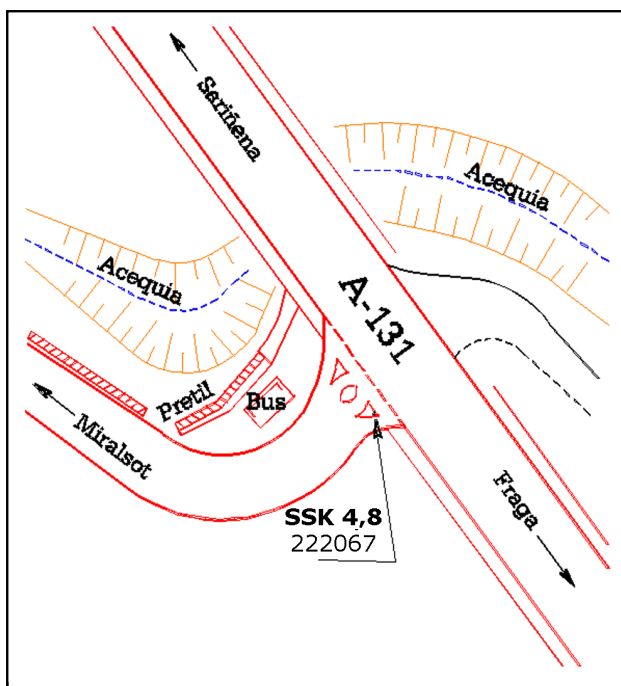 Sariñena
Acequia
Acequia
A-131
Pretil
Bus
Miralsot
Fraga
SSK 4,8
222067